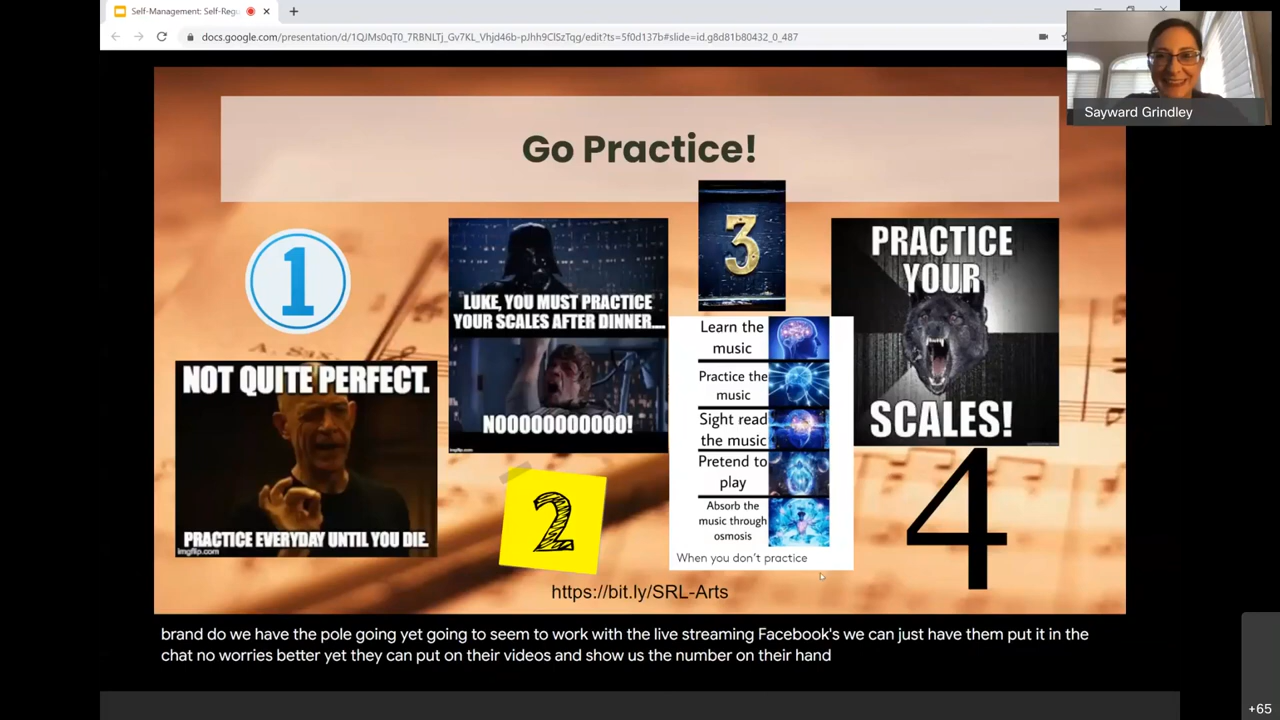 Self-Management: Self-Reg
docs.google.com/presentation/d/1QJMs0qT0_7RBNLTj_Gv7KL_Vhjd46b-pJhh9ClSzTqg/edit?ts=5f0d137b#slide=id.g8d81b80432_0_487
Sayward Grindley
Go Practice!
1
NOT QUITE PERFECT.
PRACTICE EVERYDAY UNTIL YOU DIE.
imgflip.com
LUKE, YOU MUST PRACTICE
YOUR SCALES AFTER DINNER....
NOOOOOOOOOO!
imgflip.com
2
3
Learn the
music
Practice the
music
Sight read
the music
Pretend to
play
Absorb the
music through
osmosis
When you don't practice
PRACTICE
YOUR
SCALES!
4
https://bit.ly/SRL-Arts
brand do we have the pole going yet going to seem to work with the live streaming Facebook's we can just have them put it in the
chat no worries better yet they can put on their videos and show us the number on their hand
+65